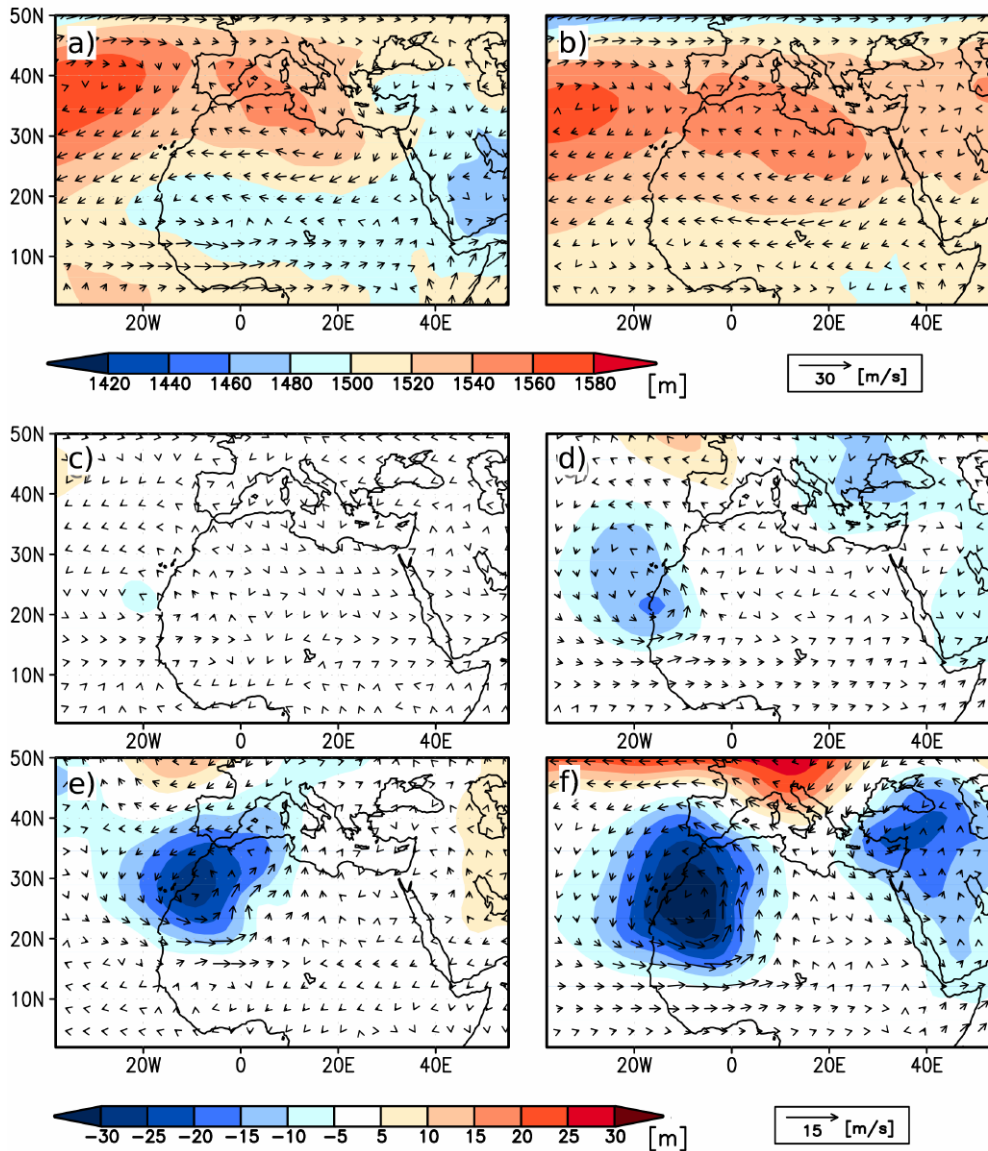 50N
a)
b)
40N
30N
20N
10N
20W 0 20E 40E 20W 0 20E 40E
1420 1440 1460 1480 1500 1520 1540 1560 1580 [m]
30 [m/s]
50N
c)
d)
40N
30N
20N
10N
20W 0 20E 40E 20W 0 20E 40E
50N
e)
f)
40N
30N
20N
10N
20W 0 20E 40E 20W 0 20E 40E
−30 −25 −20 −15 −10 −5 5 10 15 20 25 30 [m]
15 [m/s]